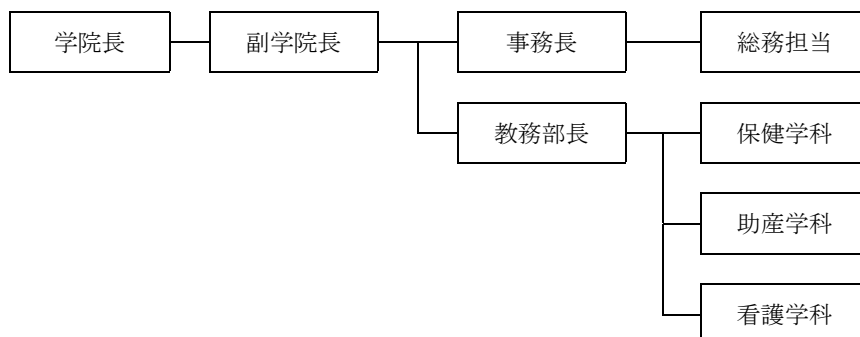 学院長
副学院長
事務長
総務担当
教務部長
保健学科
助産学科
看護学科